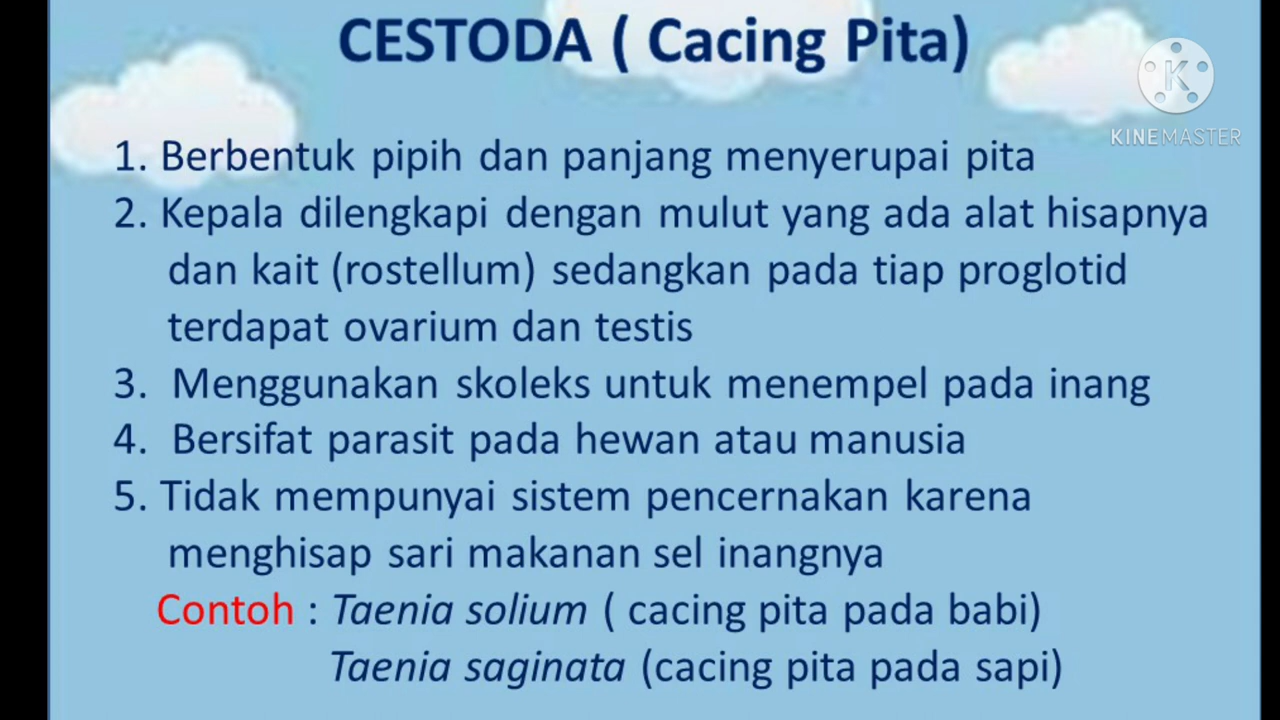 CESTODA ( Cacing Pita)
KINEMASTER
1. Berbentuk pipih dan panjang menyerupai pita
2. Kepala dilengkapi dengan mulut yang ada alat hisapnya
dan kait (rostellum) sedangkan pada tiap proglotid
terdapat ovarium dan testis
3. Menggunakan skoleks untuk menempel pada inang
4. Bersifat parasit pada hewan atau manusia
5. Tidak mempunyai sistem pencernakan karena
menghisap sari makanan sel inangnya
Contoh : Taenia solium ( cacing pita pada babi)
Taenia saginata (cacing pita pada sapi)